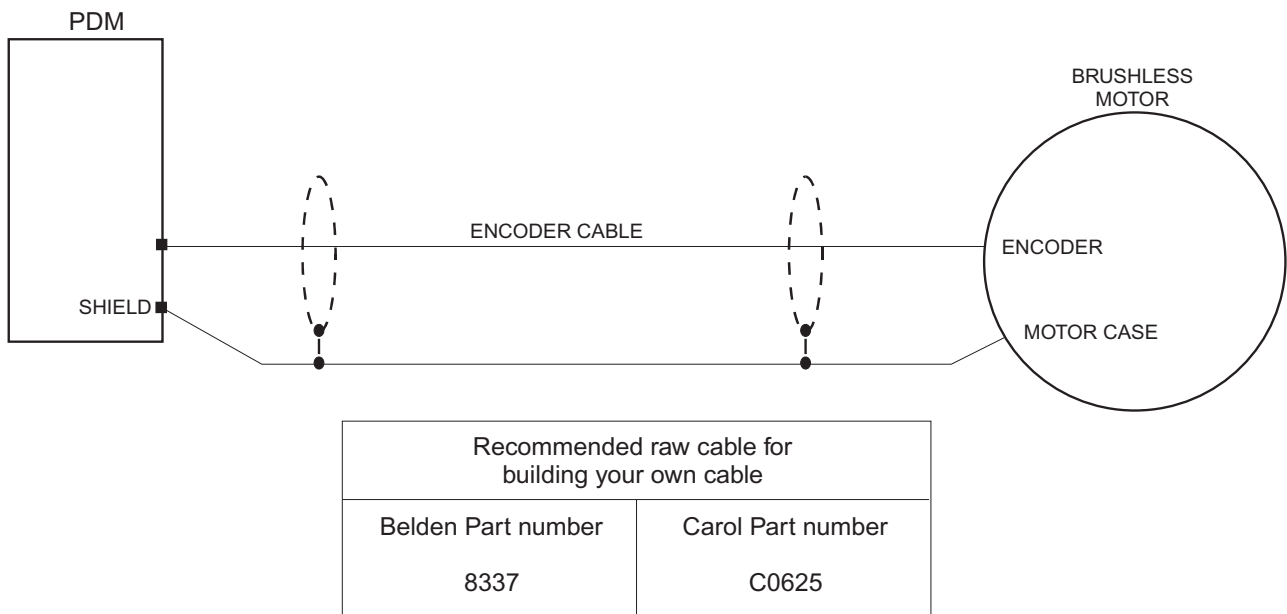 PDM
BRUSHLESS
MOTOR
ENCODER CABLE
ENCODER
SHIELD
MOTOR CASE
Recommended raw cable for
building your own cable
Belden Part number
Carol Part number
8337
C0625